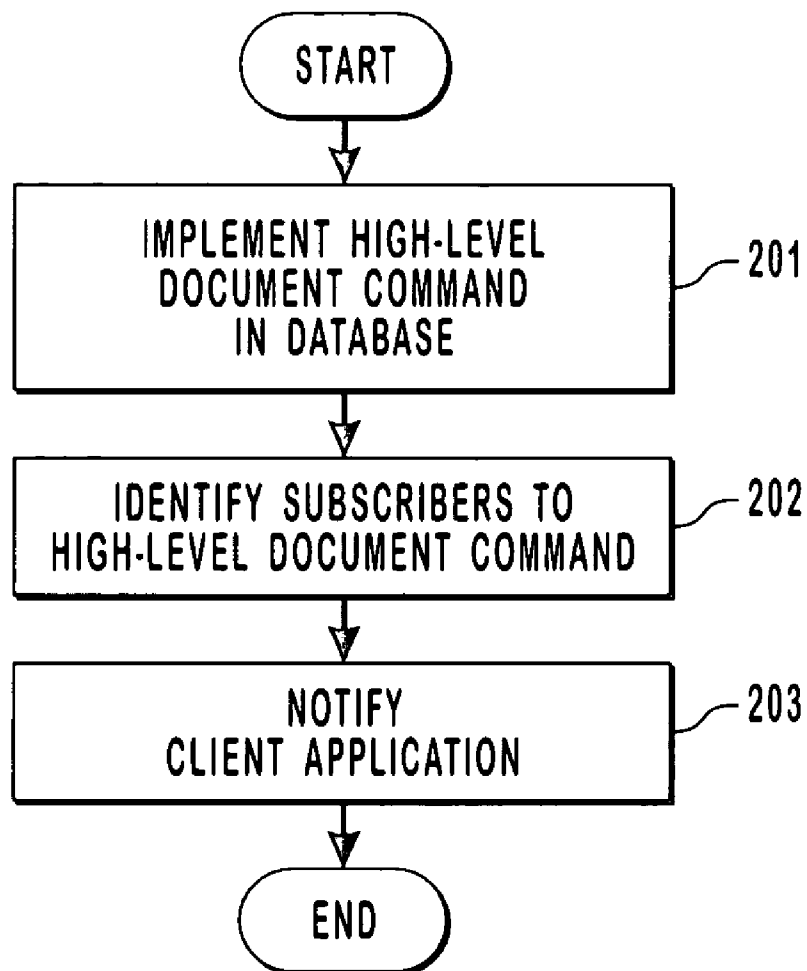 START
IMPLEMENT HIGH-LEVEL
DOCUMENT COMMAND
IN DATABASE
201
IDENTIFY SUBSCRIBERS TO
HIGH-LEVEL DOCUMENT COMMAND
202
NOTIFY
CLIENT APPLICATION
203
END